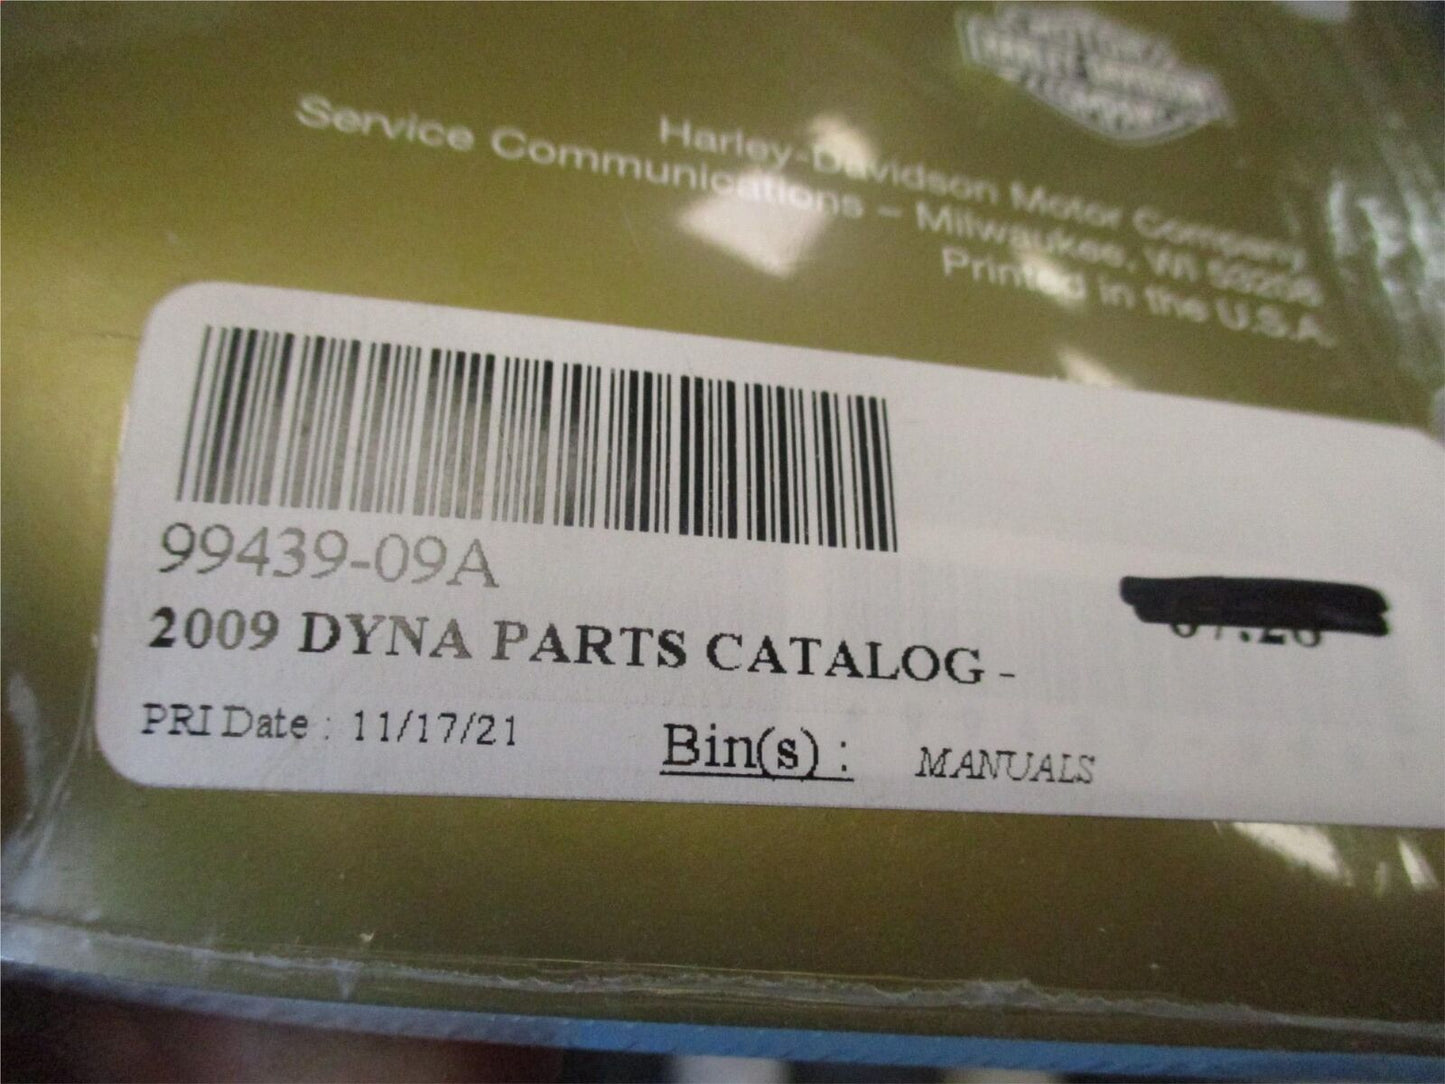 Harley-Davidson Motor Company
Service Communications – Milwaukee, WI 53208
Printed in the U.S.A.
99439-09A
2009 DYNA PARTS CATALOG -
PRI Date : 11/17/21
Bin(s) :
MANUALS